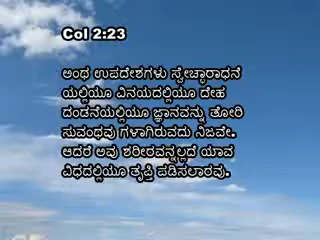 Col 2:23
ಅಂಥ ಉಪದೇಶಗಳು ಸ್ವೇಚ್ಛಾರಾಧನೆ
ಯಲ್ಲಿಯೂ ವಿನಯದಲ್ಲಿಯೂ ದೇಹ
ದಂಡನೆಯಲ್ಲಿಯೂ ಜ್ಞಾನವನ್ನು ತೋರಿ
ಸುವಂಥವು ಗಳಾಗಿರುವದು ನಿಜವೇ.
ಆದರೆ ಅವು ಶರೀರವನ್ನಲ್ಲದೆ ಯಾವ
ವಿಧದಲ್ಲಿಯೂ ತೃಪ್ತಿ ಪಡಿಸಲಾರವು.